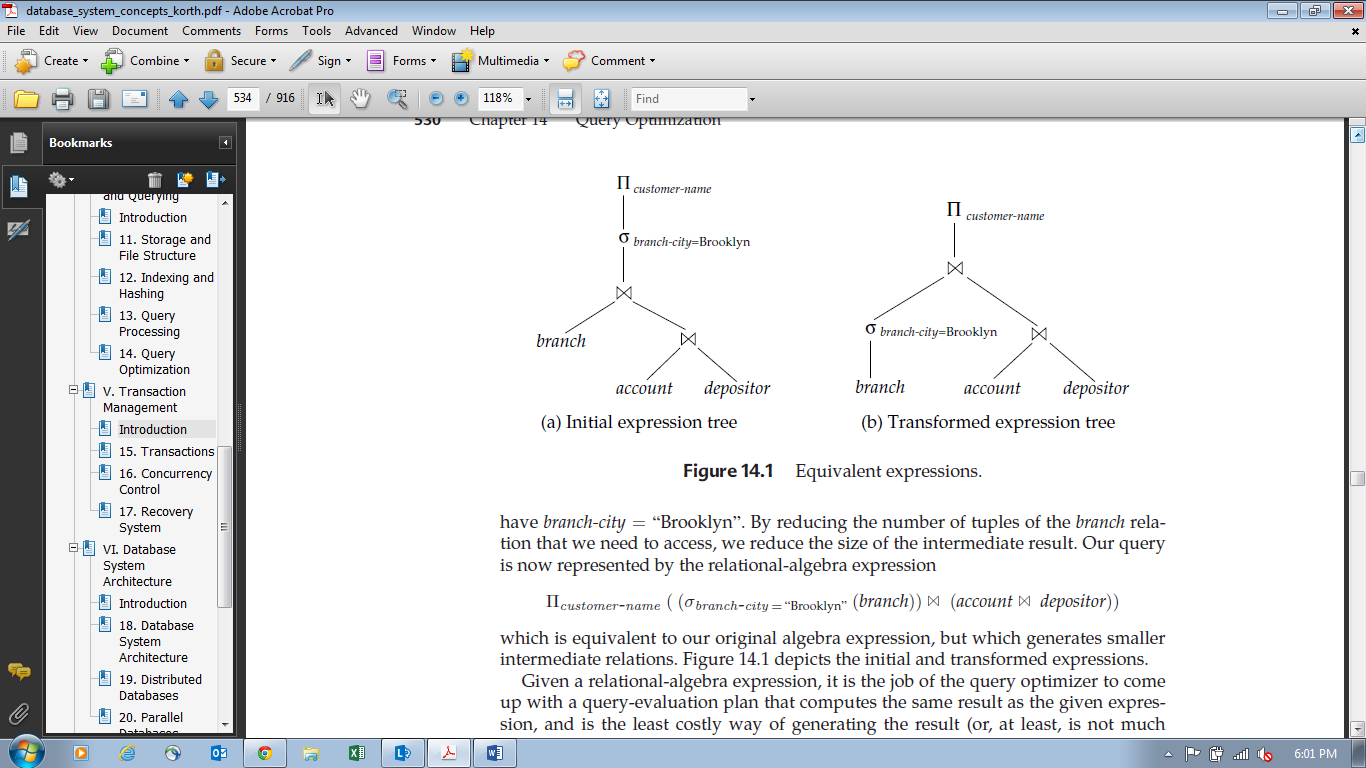 database_system_concepts_korth.pdf - Adobe Acrobat Pro
File Edit View Document Comments Forms Tools Advanced Window Help
Create Combine Secure Sign Forms Multimedia Comment
534 / 916 118% Find
Bookmarks
and Querying
Introduction
11. Storage and
File Structure
12. Indexing and
Hashing
13. Query
Processing
14. Query
Optimization
V. Transaction
Management
Introduction
15. Transactions
16. Concurrency
Control
17. Recovery
System
VI. Database
System
Architecture
Introduction
18. Database
System
Architecture
19. Distributed
Databases
20. Parallel
Databases
530 Chapter 14 Query Optimization
Π customer-name
σ branch-city=Brooklyn
⋈
branch
⋈
account depositor
(a) Initial expression tree
Π customer-name
⋈
σ branch-city=Brooklyn
⋈
branch account depositor
(b) Transformed expression tree
Figure 14.1 Equivalent expressions.
have branch-city = “Brooklyn”. By reducing the number of tuples of the branch rela-
tion that we need to access, we reduce the size of the intermediate result. Our query
is now represented by the relational-algebra expression
Πcustomer-name ( (σbranch-city = “Brooklyn” (branch)) ⋈ (account ⋈ depositor))
which is equivalent to our original algebra expression, but which generates smaller
intermediate relations. Figure 14.1 depicts the initial and transformed expressions.
Given a relational-algebra expression, it is the job of the query optimizer to come
up with a query-evaluation plan that computes the same result as the given expres-
sion, and is the least costly way of generating the result (or, at least, is not much
6:01 PM